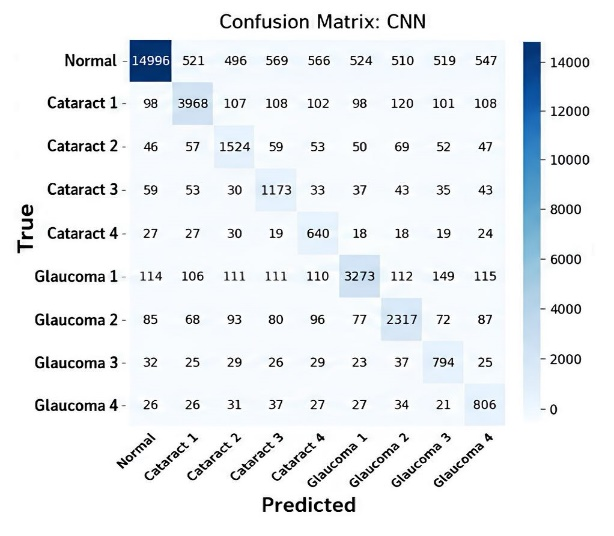 Confusion Matrix: CNN
Normal 14996 521 496 569 566 524 510 519 547
Cataract 1 98 3968 107 108 102 98 120 101 108
Cataract 2 46 57 1524 59 53 50 69 52 47
Cataract 3 59 53 30 1173 33 37 43 35 43
Cataract 4 27 27 30 19 640 18 18 19 24
Glaucoma 1 114 106 111 111 110 3273 112 149 115
Glaucoma 2 85 68 93 80 96 77 2317 72 87
Glaucoma 3 32 25 29 26 29 23 37 794 25
Glaucoma 4 26 26 31 37 27 27 34 21 806
Normal Cataract 1 Cataract 2 Cataract 3 Cataract 4 Glaucoma 1 Glaucoma 2 Glaucoma 3 Glaucoma 4
Predicted
True
14000
12000
10000
8000
6000
4000
2000
0